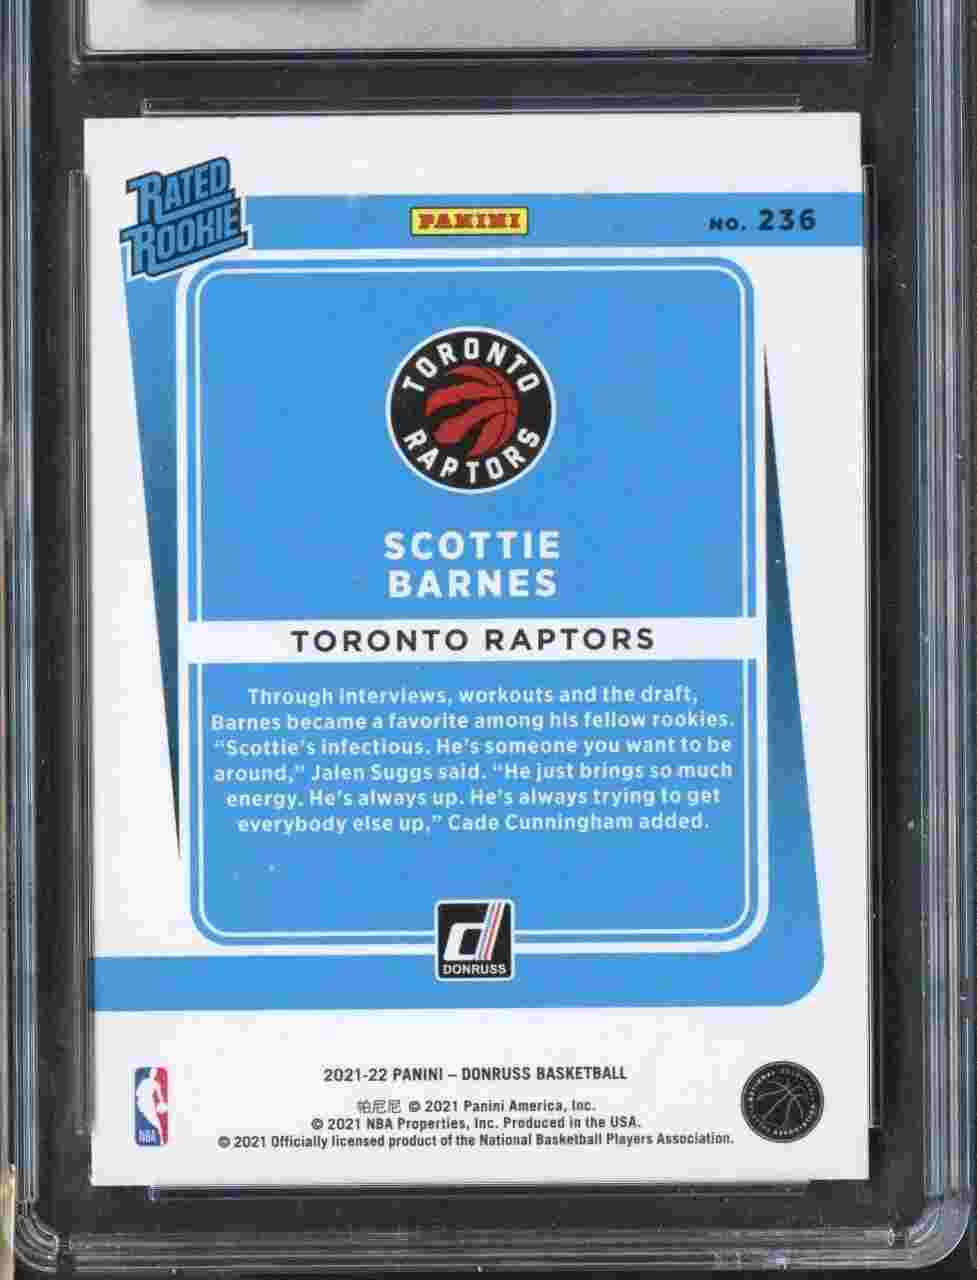 RATED
ROOKIE
PANINI
NO. 236
TORONTO
RAPTORS
SCOTTIE
BARNES
TORONTO RAPTORS
Through interviews, workouts and the draft,
Barnes became a favorite among his fellow rookies.
“Scottie's infectious. He's someone you want to be
around,” Jalen Suggs said. “He just brings so much
energy. He's always up. He's always trying to get
everybody else up,” Cade Cunningham added.
d
DONRUSS
2021-22 PANINI – DONRUSS BASKETBALL
帕尼尼 © 2021 Panini America, Inc.
© 2021 NBA Properties, Inc. Produced in the USA.
© 2021 Officially licensed product of the National Basketball Players Association.
NBA